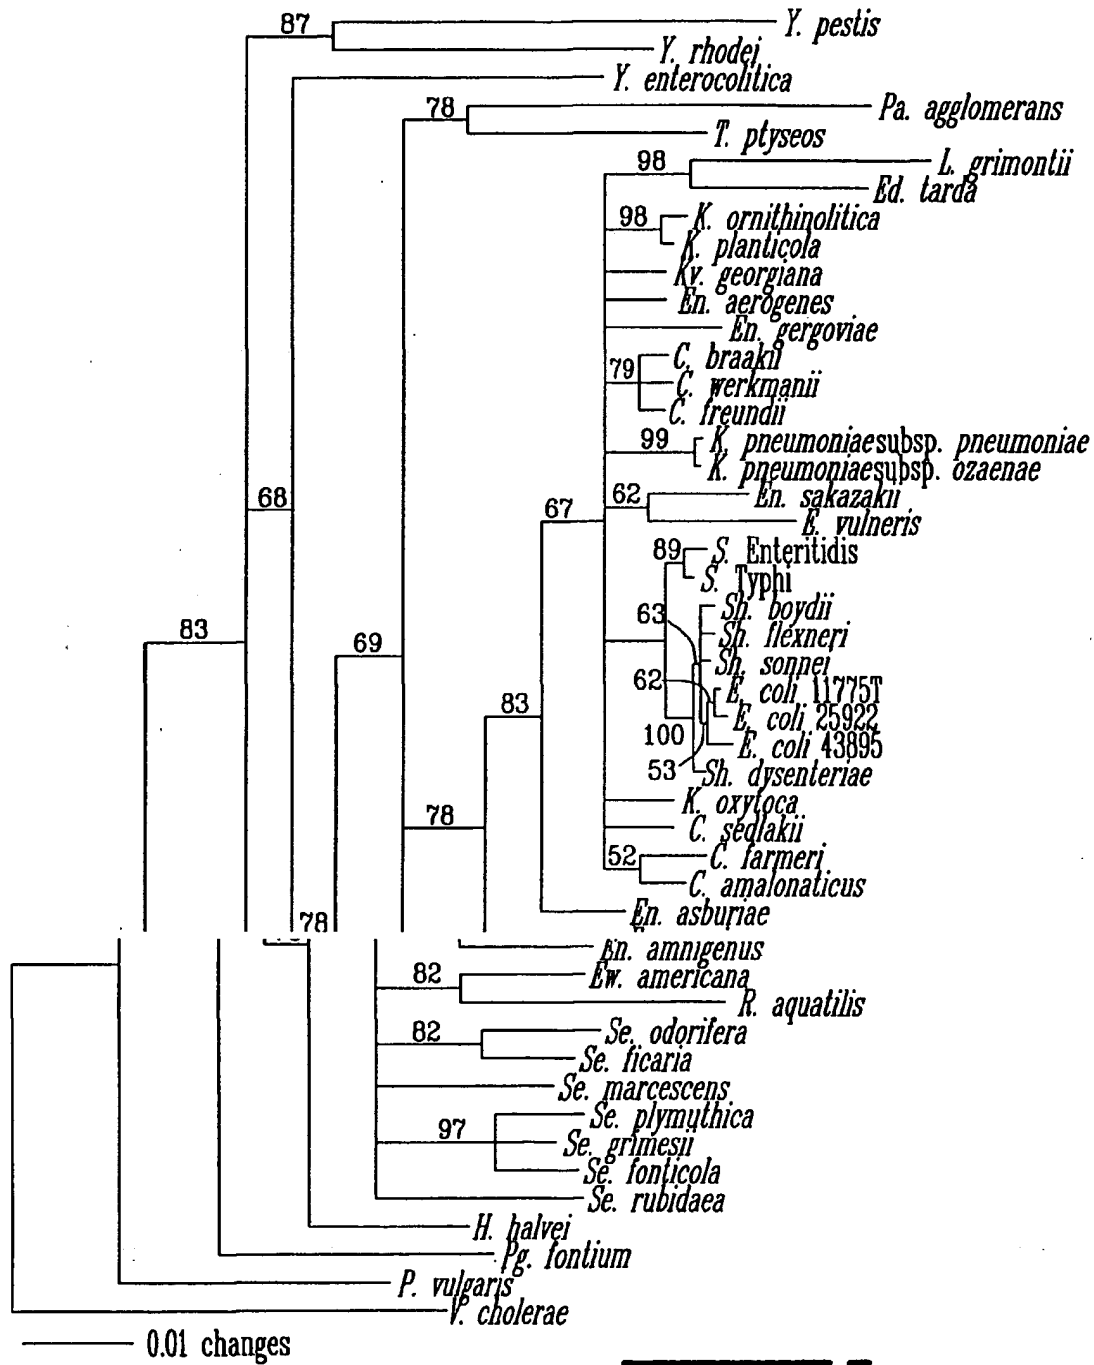 87
Y. pestis
Y. rhodei
Y. enterocolitica
78
Pa. agglomerans
T. ptyseos
98
L. grimontii
Ed. tarda
98
K. ornithinolitica
K. planticola
Kv. georgiana
En. aerogenes
En. gergoviae
79
C. braakii
C. werkmanii
C. freundii
99
K. pneumoniae subsp. pneumoniae
K. pneumoniae subsp. ozaenae
68
67
62
En. sakazakii
E. vulneris
89
S. Enteritidis
S. Typhi
83
69
63
Sh. boydii
Sh. flexneri
Sh. sonnei
62
E. coli 11775T
83
E. coli 25922
100
E. coli 43895
53
Sh. dysenteriae
78
K. oxytoca
C. sedlakii
52
C. farmeri
C. amalonaticus
78
En. asburiae
En. amnigenus
82
Ew. americana
R. aquatilis
82
Se. odorifera
Se. ficaria
Se. marcescens
97
Se. plymuthica
Se. grimesii
Se. fonticola
Se. rubidaea
H. halvei
Pg. fontium
P. vulgaris
V. cholerae
0.01 changes